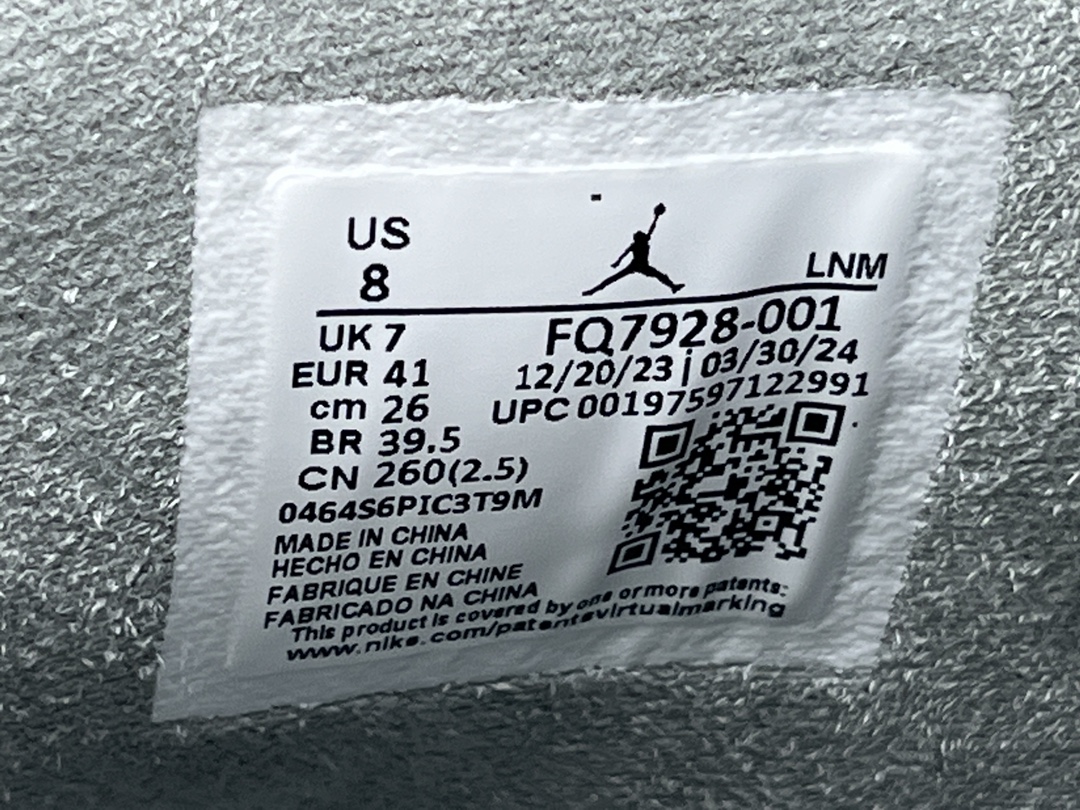 US
8
LNM
UK 7
EUR 41
cm 26
BR 39.5
CN 260(2.5)
0464S6PIC3T9M
FQ7928-001
12/20/23 | 03/30/24
UPC 00197597122991
MADE IN CHINA
HECHO EN CHINA
FABRIQUE EN CHINE
FABRICADO NA CHINA
This product is covered by one or more patents:
www.nike.com/patentsvirtualmarking